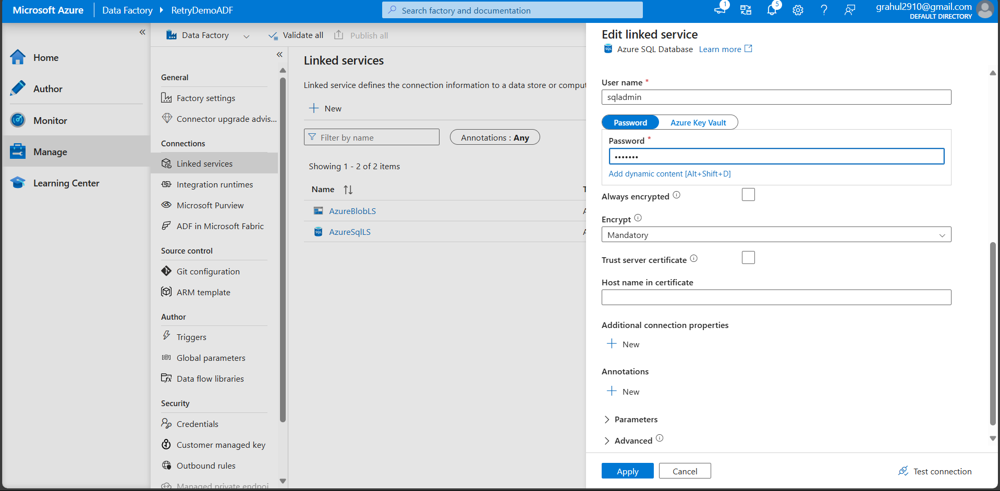 Microsoft Azure
Data Factory
RetryDemoADF
Search factory and documentation
1
5
grahul2910@gmail.com
DEFAULT DIRECTORY
Home
Author
Monitor
Manage
Learning Center
Data Factory
Validate all
Publish all
General
Factory settings
Connector upgrade advis...
Connections
Linked services
Integration runtimes
Microsoft Purview
ADF in Microsoft Fabric
Source control
Git configuration
ARM template
Author
Triggers
Global parameters
Data flow libraries
Security
Credentials
Customer managed key
Outbound rules
Managed private endpoi
Linked services
Linked service defines the connection information to a data store or comput
New
Filter by name
Annotations : Any
Showing 1 - 2 of 2 items
Name
AzureBlobLS
AzureSqlLS
Edit linked service
SQL Azure SQL Database Learn more
User name *
sqladmin
Password
Azure Key Vault
Password *
•••••••
Add dynamic content [Alt+Shift+D]
Always encrypted
Encrypt
Mandatory
Trust server certificate
Host name in certificate
Additional connection properties
New
Annotations
New
Parameters
Advanced
Apply
Cancel
Test connection